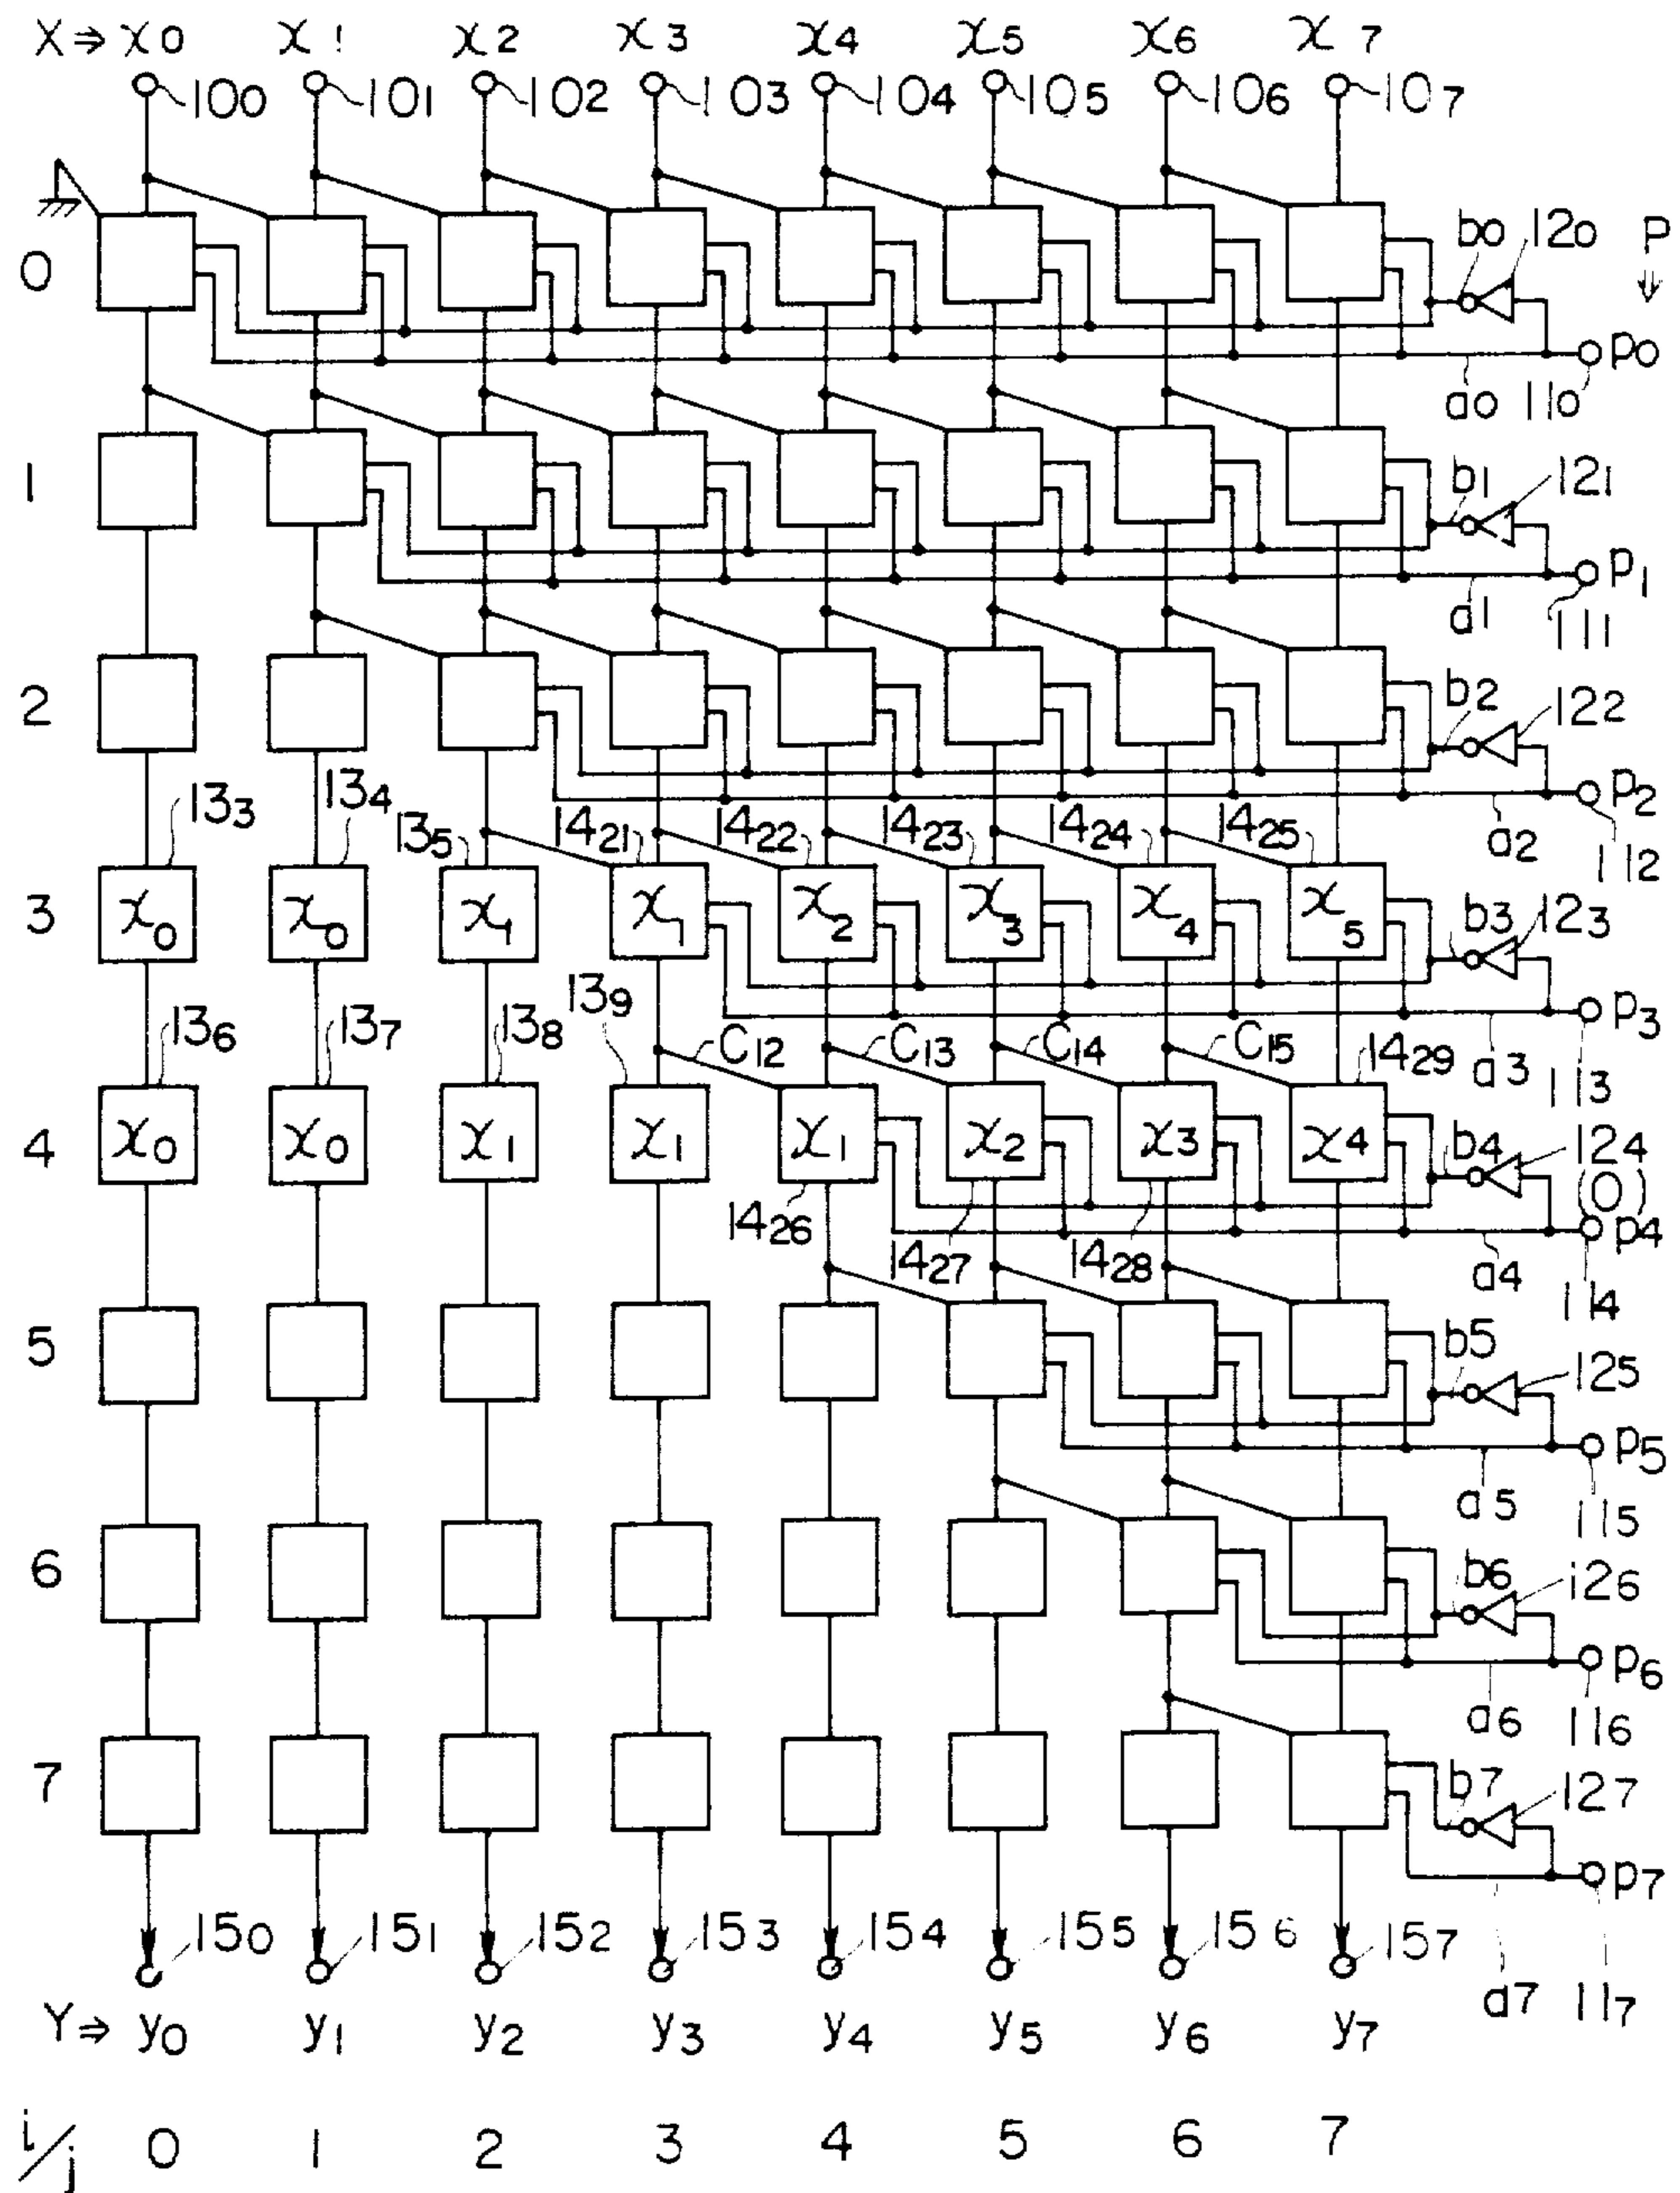 X ⇒ x0 x1 x2 x3 x4 x5 x6 x7
100 101 102 103 104 105 106 107
0 b0 120 P ⇓
p0
a0 110
1 b1 121
p1
a1 111
2 b2 122
p2
133 134 135 1421 1422 1423 1424 1425 a2 112
3 x0 x0 x1 x1 x2 x3 x4 x5 b3 123
p3
136 137 138 139 C12 C13 C14 C15 1429 a3 113
4 x0 x0 x1 x1 x1 x2 x3 x4 b4 124
(0)
p4
1426 1427 1428 a4 114
5 b5 125
p5
a5 115
6 b6 126
p6
a6 116
7 b7 127
p7
150 151 152 153 154 155 156 157
a7 117
Y ⇒ y0 y1 y2 y3 y4 y5 y6 y7
i/j 0 1 2 3 4 5 6 7